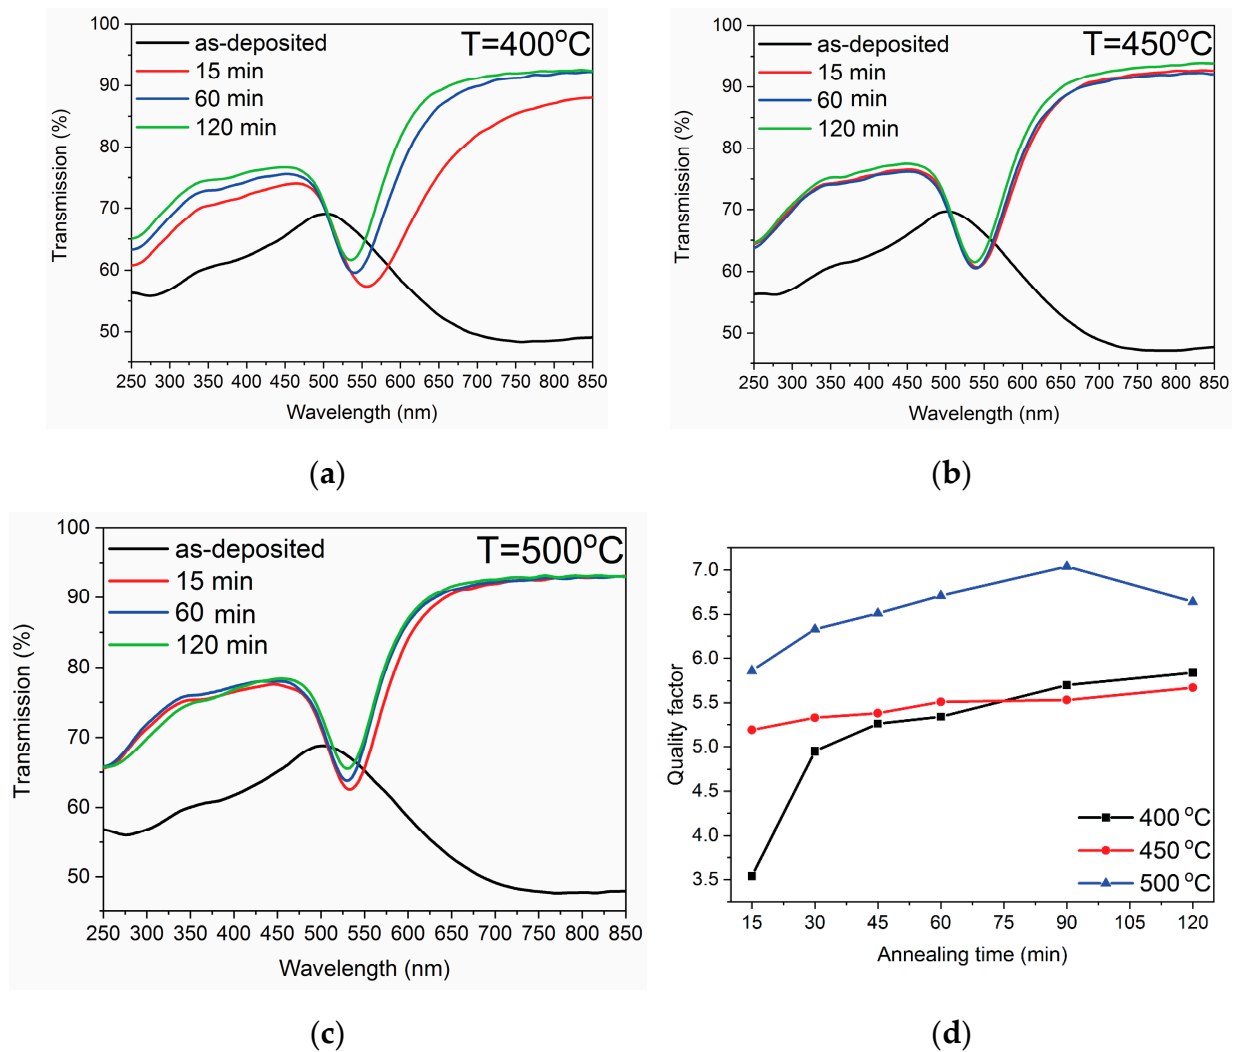 100
90
80
70
60
50
Transmission (%)
as-deposited
15 min
60 min
120 min
T=400°C
250 300 350 400 450 500 550 600 650 700 750 800 850
Wavelength (nm)
(a)
100
90
80
70
60
50
Transmission (%)
as-deposited
15 min
60 min
120 min
T=450°C
250 300 350 400 450 500 550 600 650 700 750 800 850
Wavelength (nm)
(b)
100
90
80
70
60
50
Transmission (%)
as-deposited
15 min
60 min
120 min
T=500°C
250 300 350 400 450 500 550 600 650 700 750 800 850
Wavelength (nm)
(c)
7.0
6.5
6.0
5.5
5.0
4.5
4.0
3.5
Quality factor
400 °C
450 °C
500 °C
15 30 45 60 75 90 105 120
Annealing time (min)
(d)